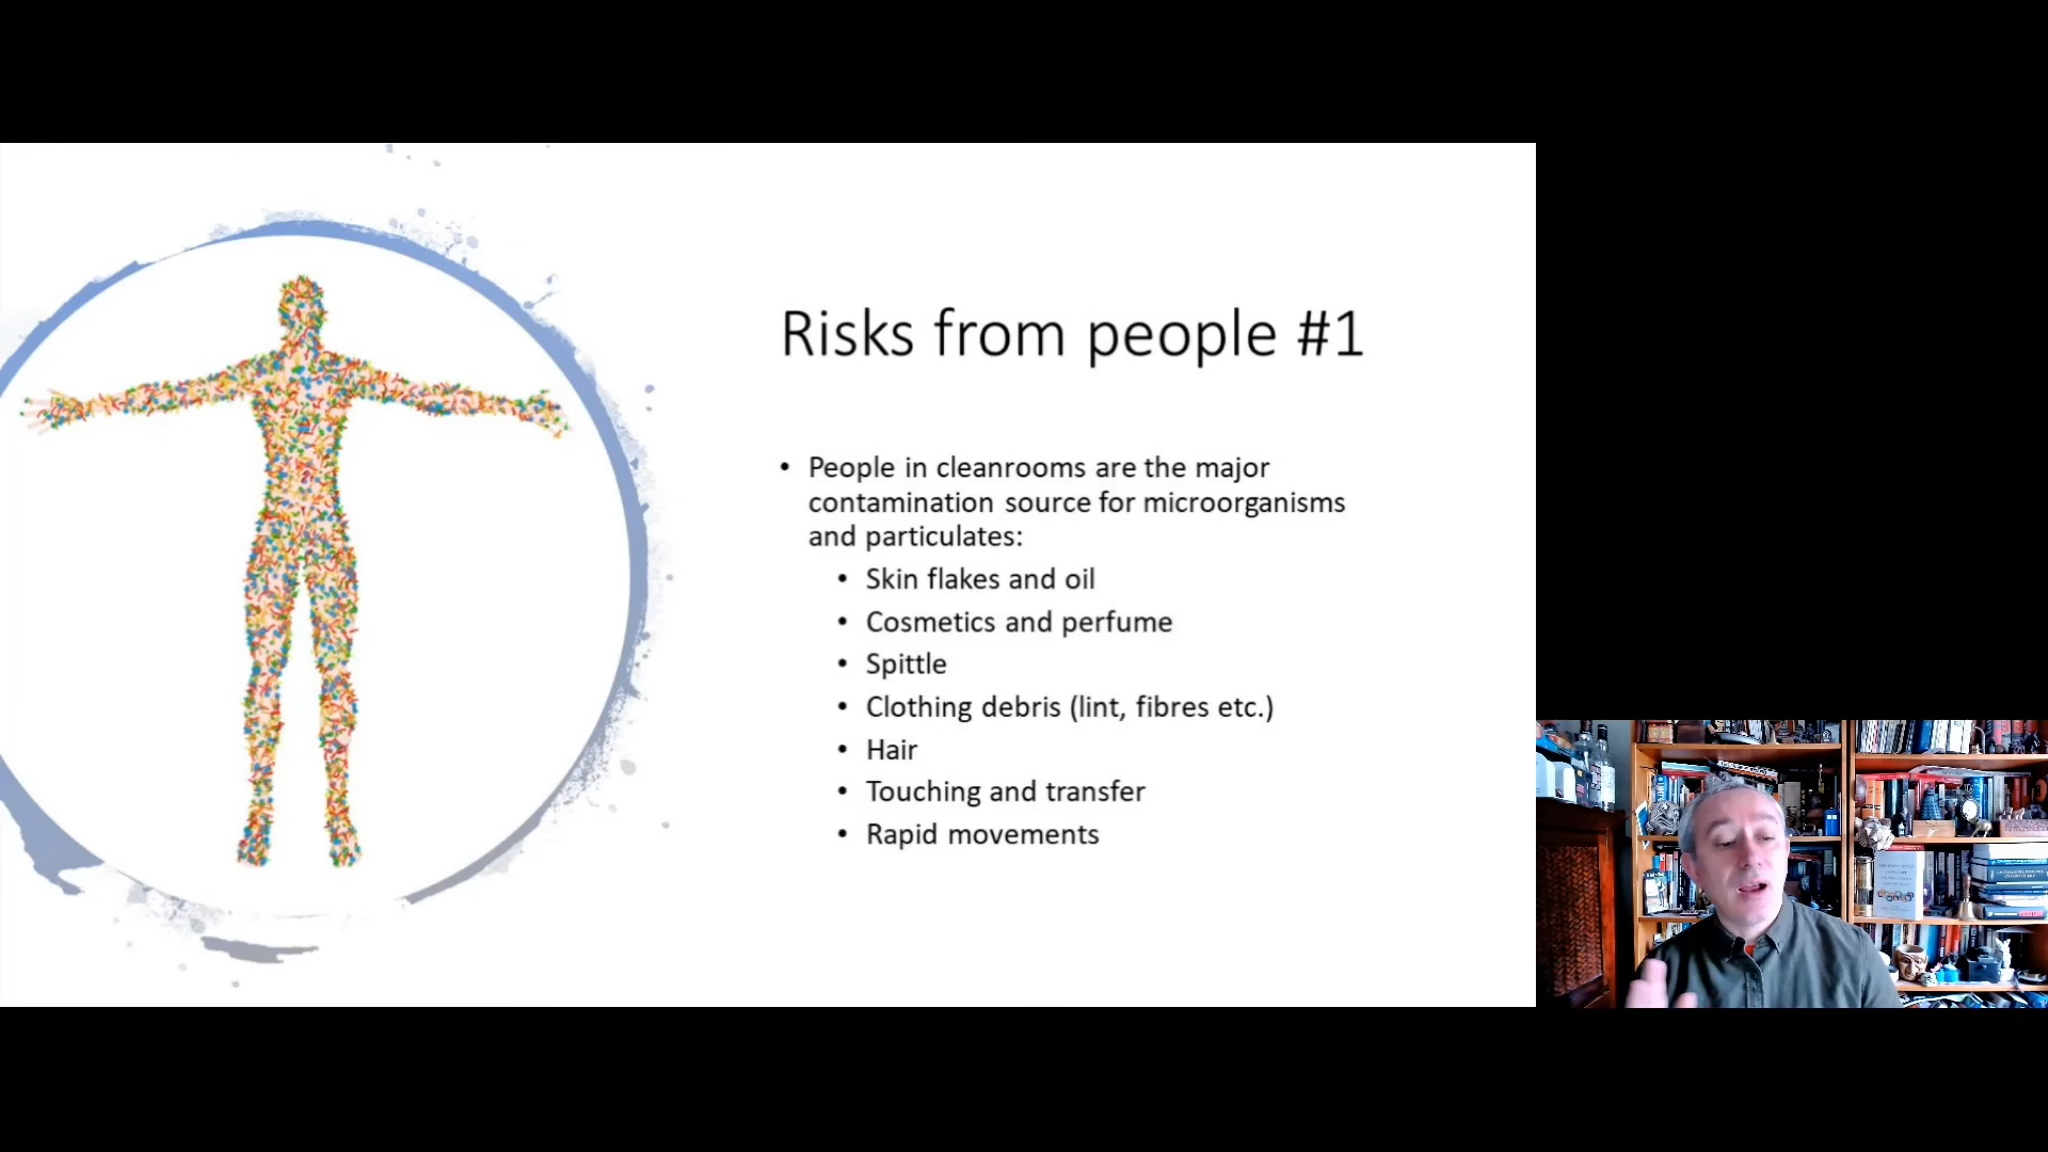 Risks from people #1
• People in cleanrooms are the major
contamination source for microorganisms
and particulates:
• Skin flakes and oil
• Cosmetics and perfume
• Spittle
• Clothing debris (lint, fibres etc.)
• Hair
• Touching and transfer
• Rapid movements